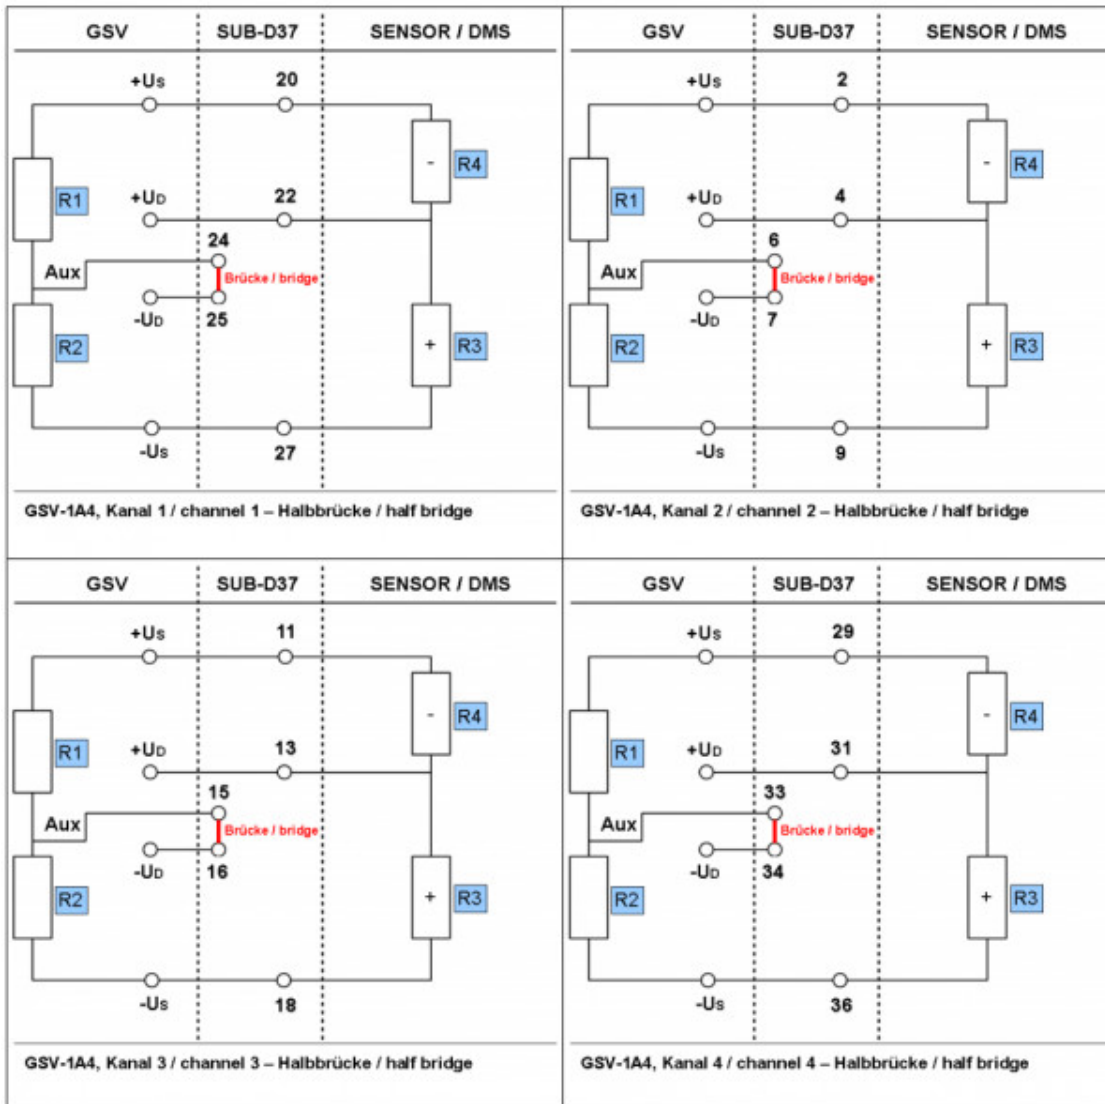 GSV SUB-D37 SENSOR / DMS
+US 20
R4
-
R1
+UD 22
24
Aux
Brücke / bridge
-UD 25
R2
+
R3
-US 27
GSV-1A4, Kanal 1 / channel 1 – Halbbrücke / half bridge
GSV SUB-D37 SENSOR / DMS
+US 2
-
R4
R1
+UD 4
6
Aux
Brücke / bridge
-UD 7
R2
+
R3
-US 9
GSV-1A4, Kanal 2 / channel 2 – Halbbrücke / half bridge
GSV SUB-D37 SENSOR / DMS
+US 11
-
R4
R1
+UD 13
15
Aux
Brücke / bridge
-UD 16
R2
+
R3
-US 18
GSV-1A4, Kanal 3 / channel 3 – Halbbrücke / half bridge
GSV SUB-D37 SENSOR / DMS
+US 29
-
R4
R1
+UD 31
33
Aux
Brücke / bridge
-UD 34
R2
+
R3
-US 36
GSV-1A4, Kanal 4 / channel 4 – Halbbrücke / half bridge